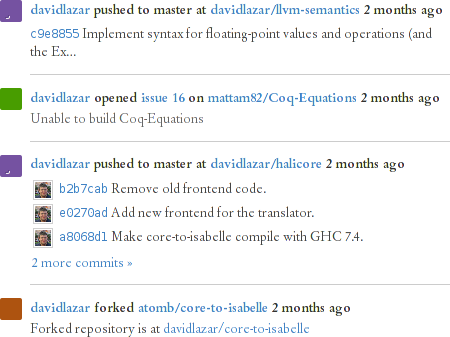 davidlazar pushed to master at davidlazar/llvm-semantics 2 months ago
c9e8855 Implement syntax for floating-point values and operations (and
the Ex...
davidlazar opened issue 16 on mattam82/Coq-Equations 2 months ago
Unable to build Coq-Equations
davidlazar pushed to master at davidlazar/halicore 2 months ago
b2b7cab Remove old frontend code.
e0270ad Add new frontend for the translator.
a8068d1 Make core-to-isabelle compile with GHC 7.4.
2 more commits »
davidlazar forked atomb/core-to-isabelle 2 months ago
Forked repository is at davidlazar/core-to-isabelle